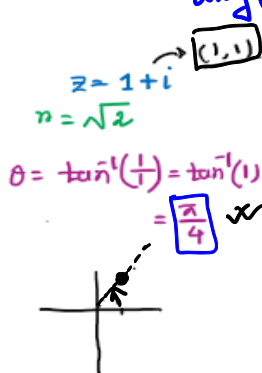 (1,1)
z = 1 + i
r = √2
θ = tan⁻¹(1/1) = tan⁻¹(1)
= π/4